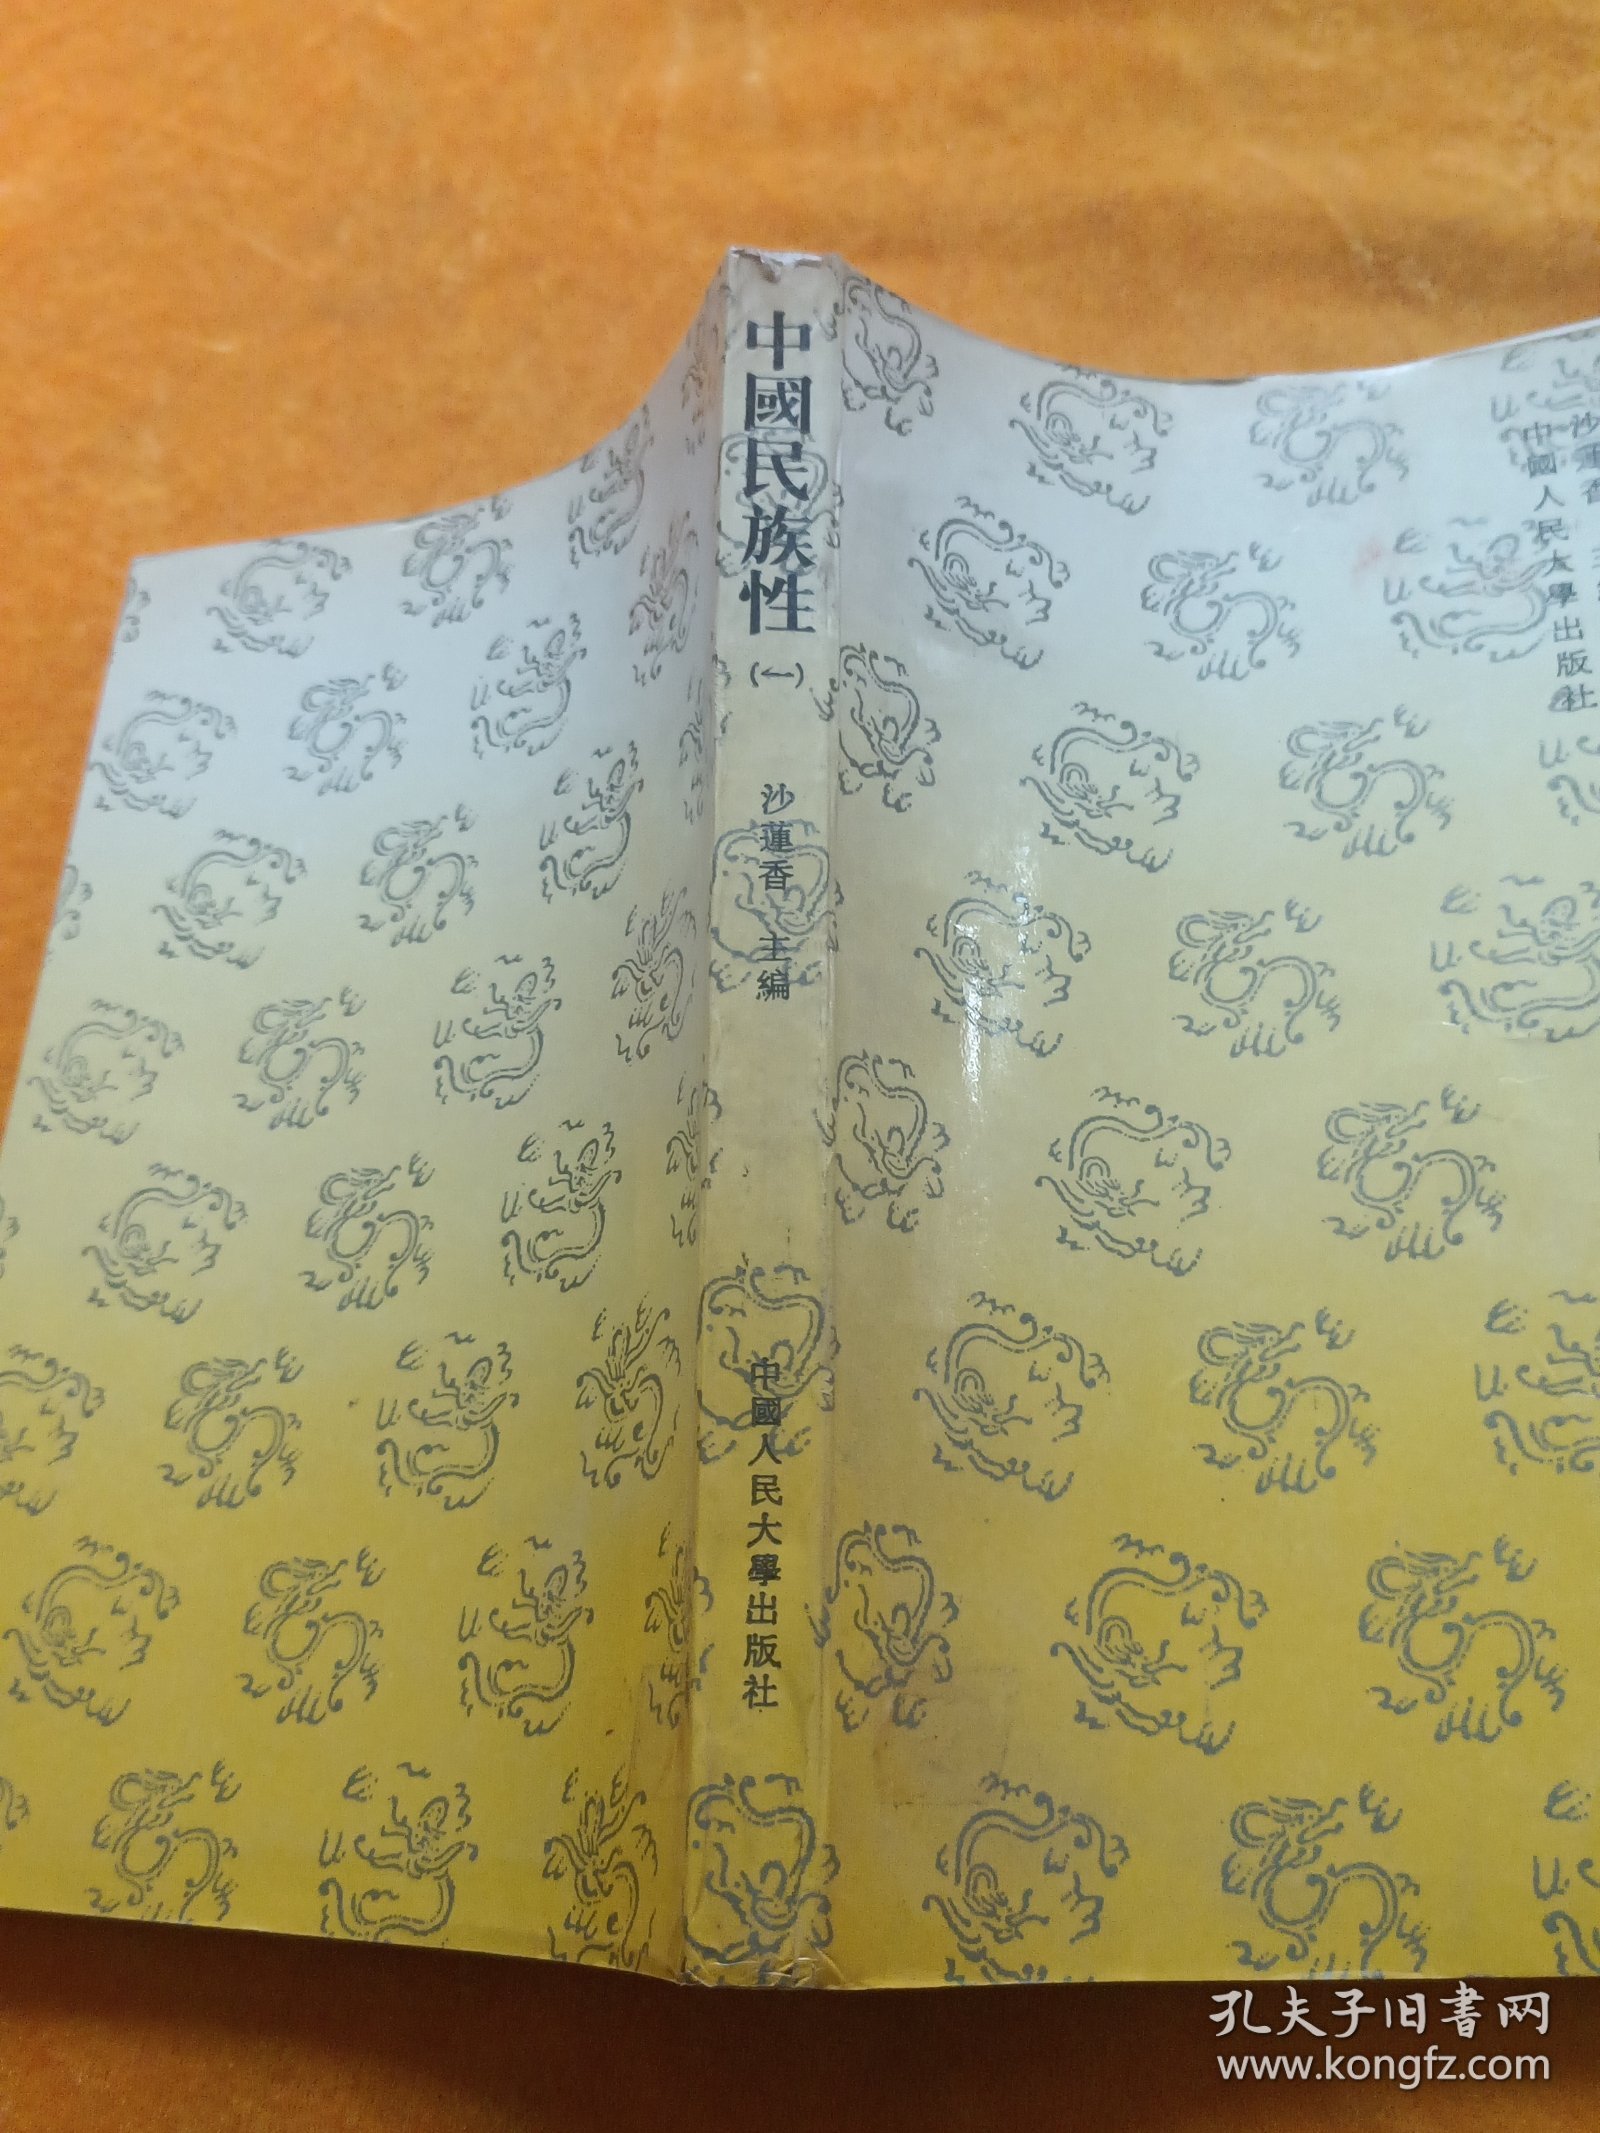 中國民族性
(一)
沙蓮香 主編
中國人民大學出版社
沙蓮香
中國人民大學出版社
孔夫子旧書网
www.kongfz.com